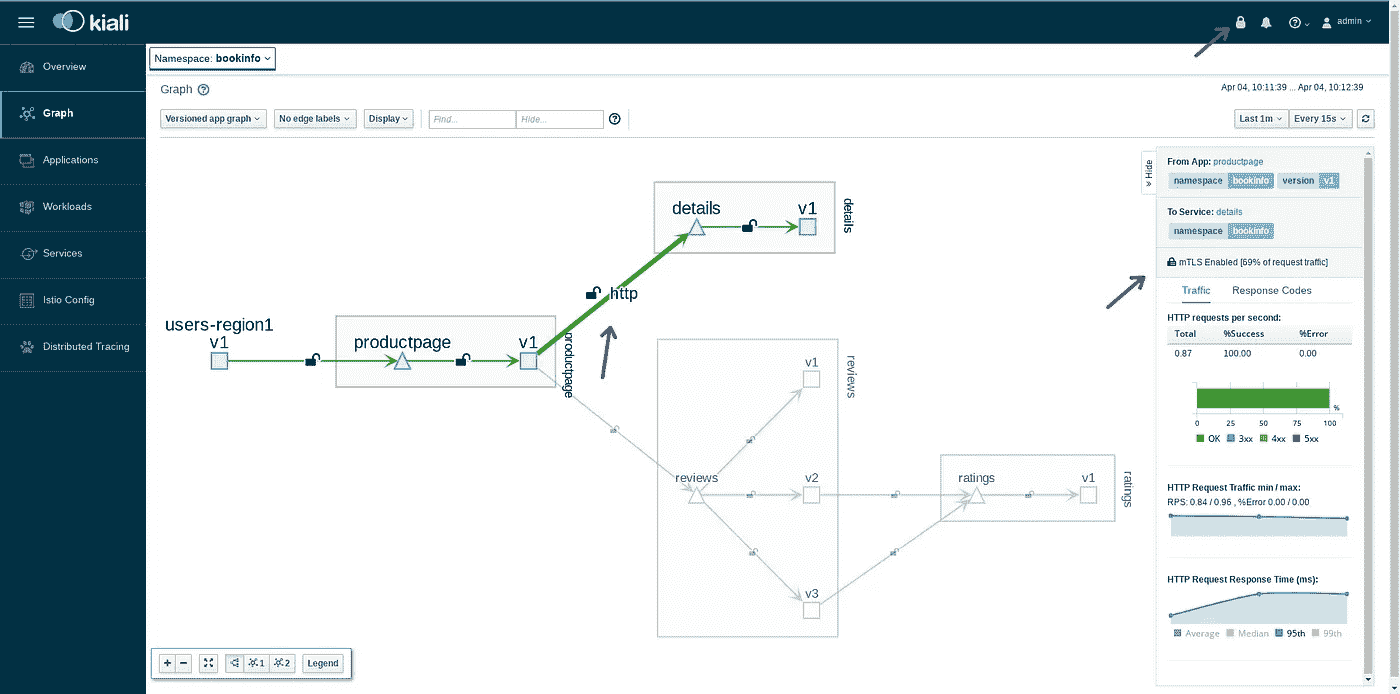 kiali
admin
Namespace: bookinfo
Overview
Graph
Applications
Workloads
Services
Istio Config
Distributed Tracing
Graph
Apr 04, 10:11:39 ... Apr 04, 10:12:39
Versioned app graph
No edge labels
Display
Find...
Hide...
Last 1m
Every 15s
users-region1
v1
productpage
v1
productpage
http
details
v1
details
reviews
v1
v2
v3
reviews
ratings
v1
ratings
Hide
From App: productpage
namespace bookinfo version v1
To Service: details
namespace bookinfo
mTLS Enabled [69% of request traffic]
Traffic Response Codes
HTTP requests per second:
Total %Success %Error
0.87 100.00 0.00
%
0 25 50 75 100
OK 3xx 4xx 5xx
HTTP Request Traffic min / max:
RPS: 0.84 / 0.96 , %Error 0.00 / 0.00
HTTP Request Response Time (ms):
Average Median 95th 99th
+ −
1
2
Legend